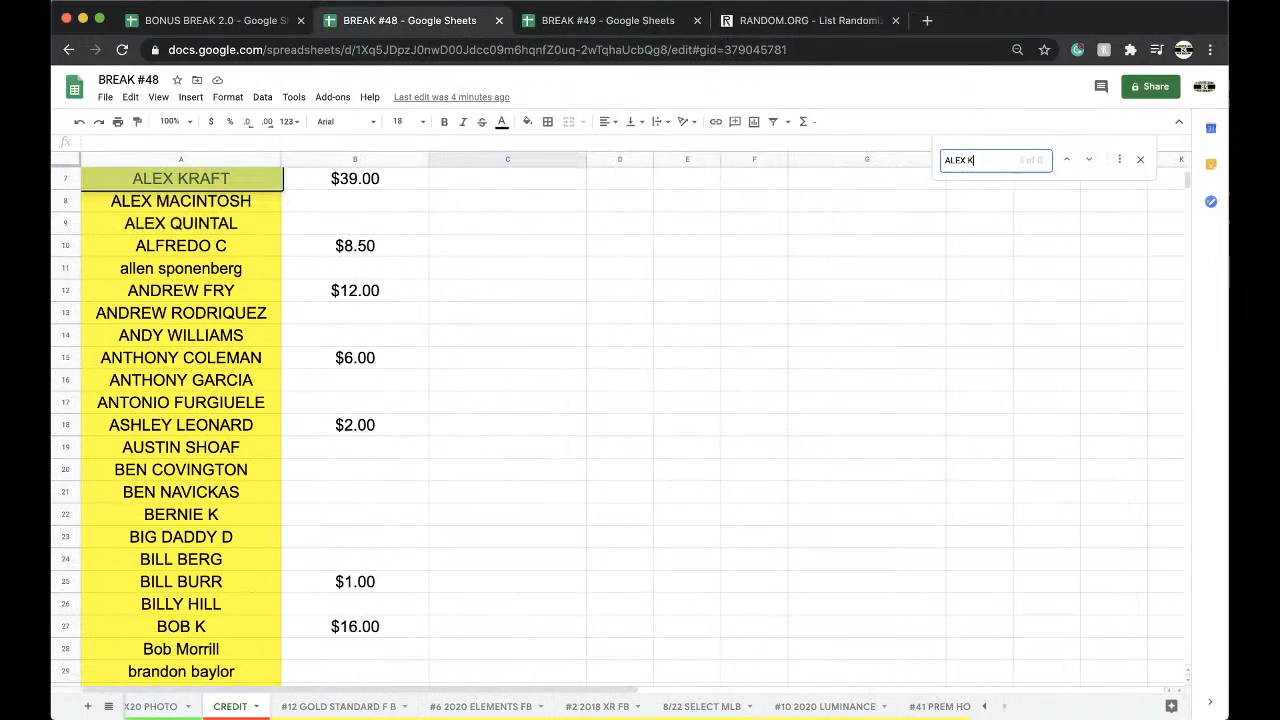 BONUS BREAK 2.0 - Google S
BREAK #48 - Google Sheets
BREAK #49 - Google Sheets
RANDOM.ORG - List Randomiz
docs.google.com/spreadsheets/d/1Xq5JDpzJ0nwD00Jdcc09m6hqnfZ0uq-2wTqhaUcbQg8/edit#gid=379045781
BREAK #48
File Edit View Insert Format Data Tools Add-ons Help Last edit was 4 minutes ago
Share
100% $ % .0 .00 123 Arial 18 B I S A
fx
ALEX K
0 of 0
A B C D E F G K
7 ALEX KRAFT $39.00
8 ALEX MACINTOSH
9 ALEX QUINTAL
10 ALFREDO C $8.50
11 allen sponenberg
12 ANDREW FRY $12.00
13 ANDREW RODRIQUEZ
14 ANDY WILLIAMS
15 ANTHONY COLEMAN $6.00
16 ANTHONY GARCIA
17 ANTONIO FURGIUELE
18 ASHLEY LEONARD $2.00
19 AUSTIN SHOAF
20 BEN COVINGTON
21 BEN NAVICKAS
22 BERNIE K
23 BIG DADDY D
24 BILL BERG
25 BILL BURR $1.00
26 BILLY HILL
27 BOB K $16.00
28 Bob Morrill
29 brandon baylor
X20 PHOTO CREDIT #12 GOLD STANDARD F B #6 2020 ELEMENTS FB #2 2018 XR FB 8/22 SELECT MLB #10 2020 LUMINANCE #41 PREM HO